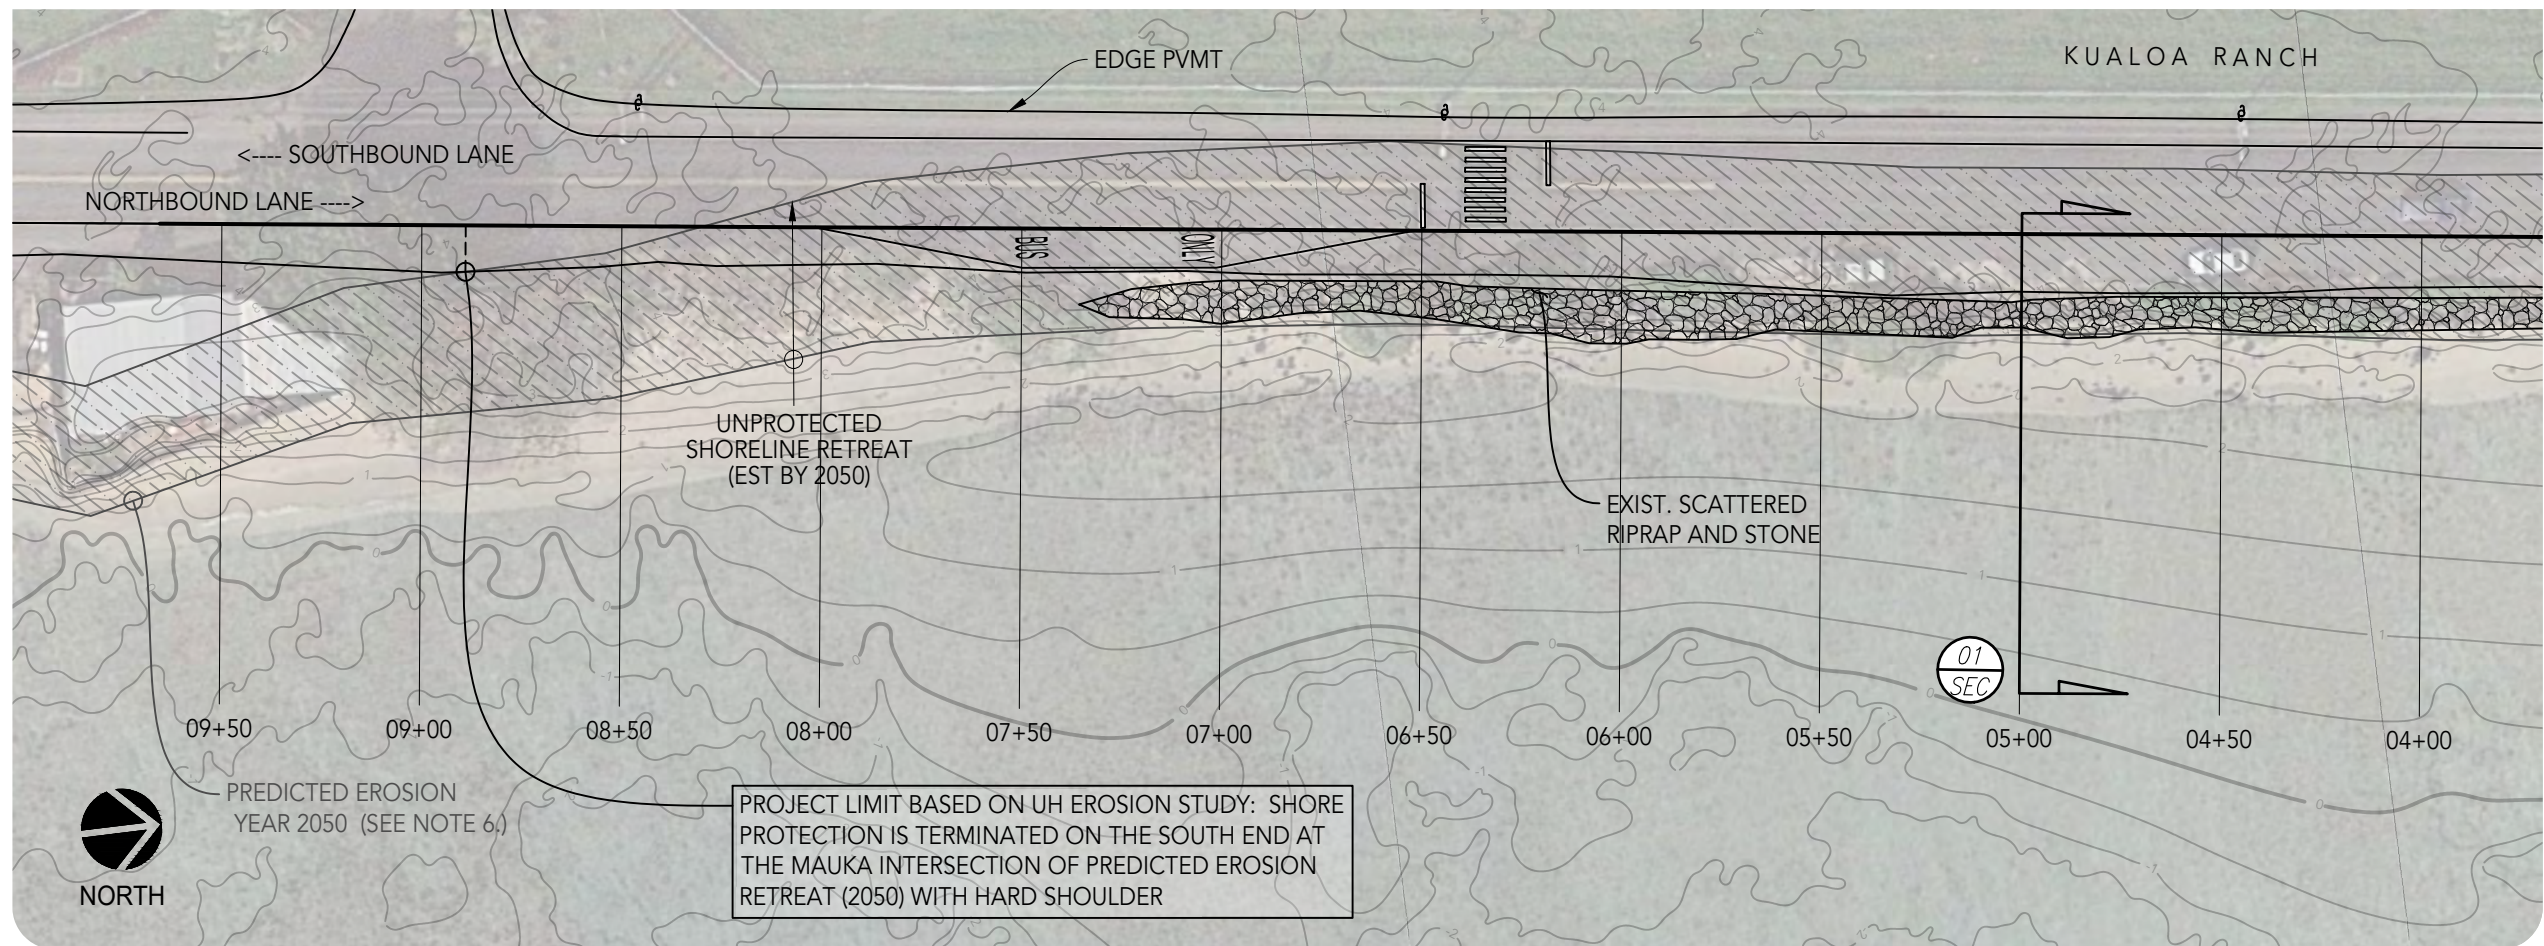 EDGE PVMT
KUALOA RANCH
<---- SOUTHBOUND LANE
NORTHBOUND LANE ---->
BUS
ONLY
UNPROTECTED
SHORELINE RETREAT
(EST BY 2050)
EXIST. SCATTERED
RIPRAP AND STONE
01
SEC
09+50
09+00
08+50
08+00
07+50
07+00
06+50
06+00
05+50
05+00
04+50
04+00
PREDICTED EROSION
YEAR 2050 (SEE NOTE 6.)
NORTH
PROJECT LIMIT BASED ON UH EROSION STUDY: SHORE
PROTECTION IS TERMINATED ON THE SOUTH END AT
THE MAUKA INTERSECTION OF PREDICTED EROSION
RETREAT (2050) WITH HARD SHOULDER